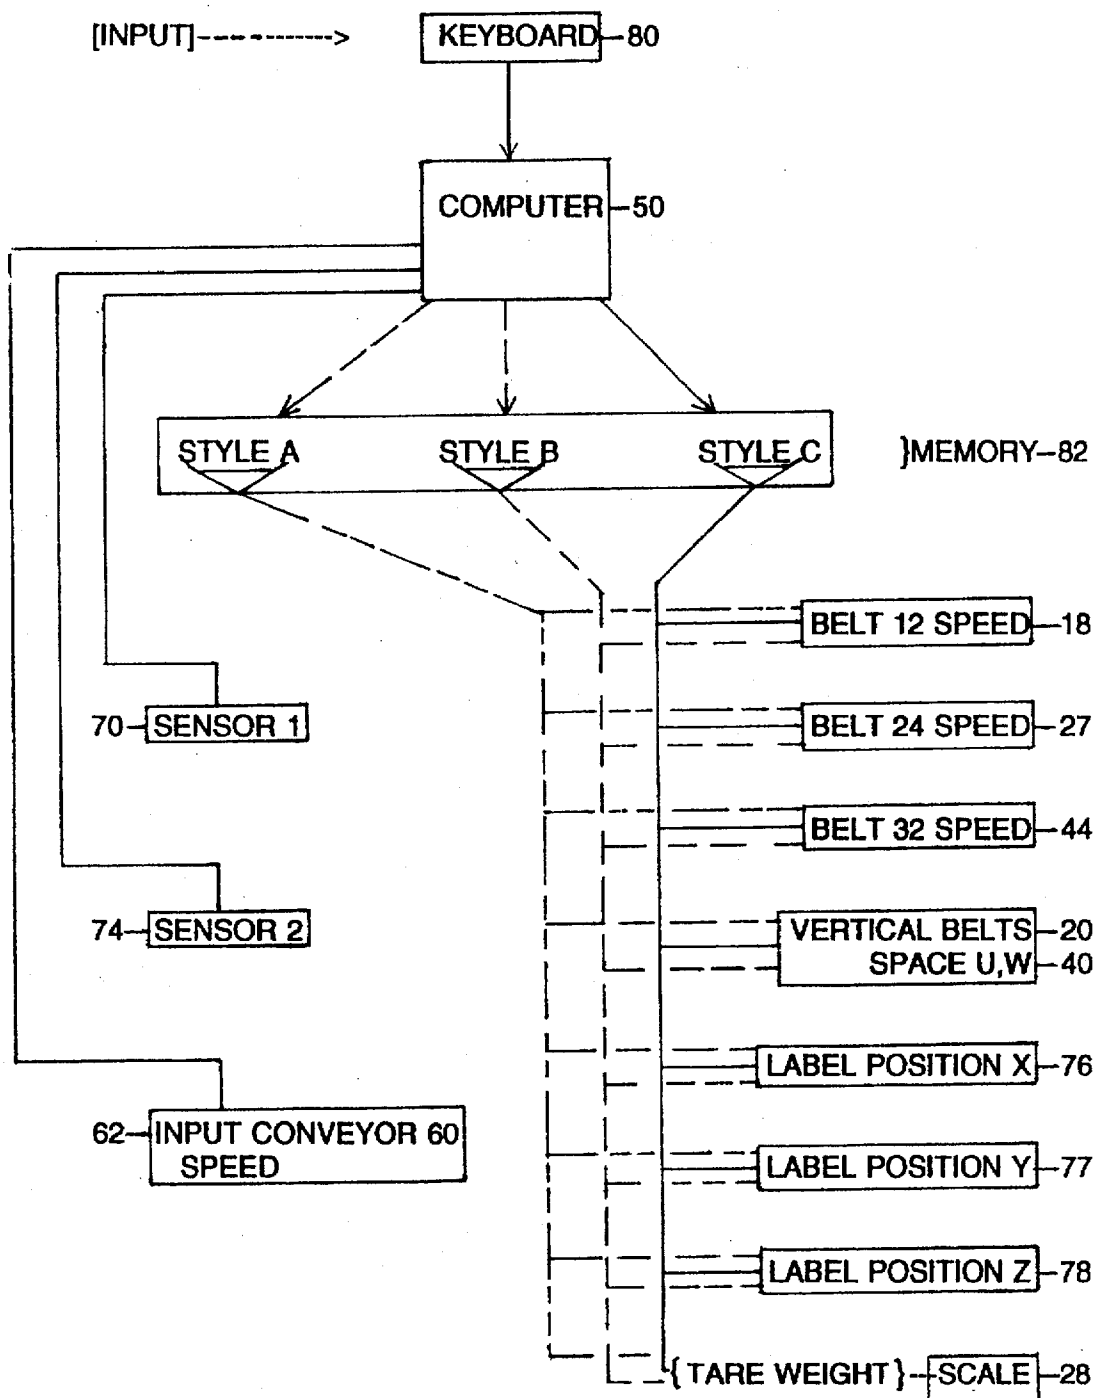 [INPUT]------------> KEYBOARD-80
COMPUTER-50
STYLE A STYLE B STYLE C }MEMORY-82
BELT 12 SPEED-18
70-SENSOR 1 BELT 24 SPEED-27
BELT 32 SPEED-44
74-SENSOR 2 VERTICAL BELTS-20
SPACE U,W-40
LABEL POSITION X-76
62-INPUT CONVEYOR 60
SPEED
LABEL POSITION Y-77
LABEL POSITION Z-78
{TARE WEIGHT}--SCALE-28